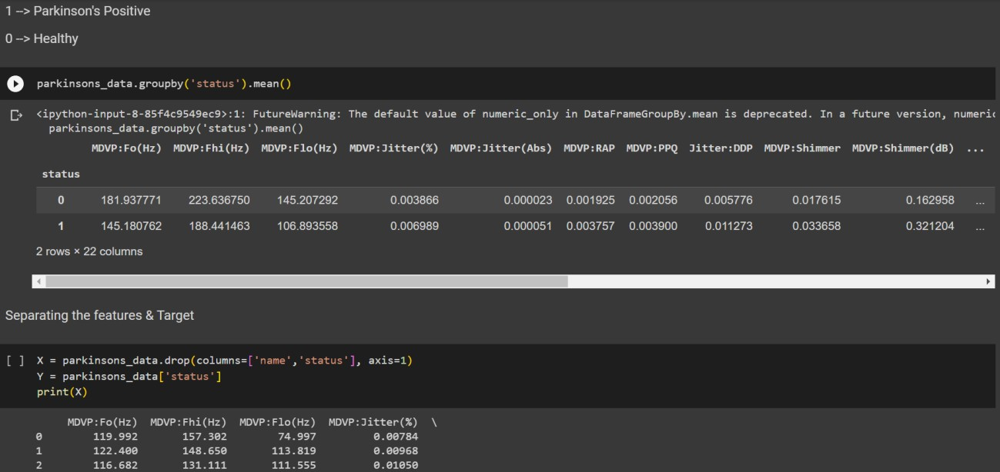 1 --> Parkinson's Positive
0 --> Healthy
parkinsons_data.groupby('status').mean()
<ipython-input-8-85f4c9549ec9>:1: FutureWarning: The default value of numeric_only in DataFrameGroupBy.mean is deprecated. In a future version, numeric
parkinsons_data.groupby('status').mean()
MDVP:Fo(Hz) MDVP:Fhi(Hz) MDVP:Flo(Hz) MDVP:Jitter(%) MDVP:Jitter(Abs) MDVP:RAP MDVP:PPQ Jitter:DDP MDVP:Shimmer MDVP:Shimmer(dB) ...
status
0 181.937771 223.636750 145.207292 0.003866 0.000023 0.001925 0.002056 0.005776 0.017615 0.162958 ...
1 145.180762 188.441463 106.893558 0.006989 0.000051 0.003757 0.003900 0.011273 0.033658 0.321204 ...
2 rows × 22 columns
Separating the features & Target
[ ] X = parkinsons_data.drop(columns=['name','status'], axis=1)
Y = parkinsons_data['status']
print(X)
MDVP:Fo(Hz) MDVP:Fhi(Hz) MDVP:Flo(Hz) MDVP:Jitter(%) \
0 119.992 157.302 74.997 0.00784
1 122.400 148.650 113.819 0.00968
2 116.682 131.111 111.555 0.01050